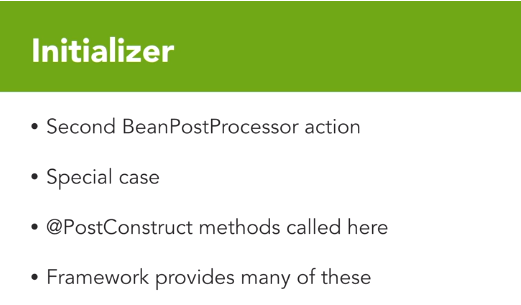 Initializer
• Second BeanPostProcessor action
• Special case
• @PostConstruct methods called here
• Framework provides many of these